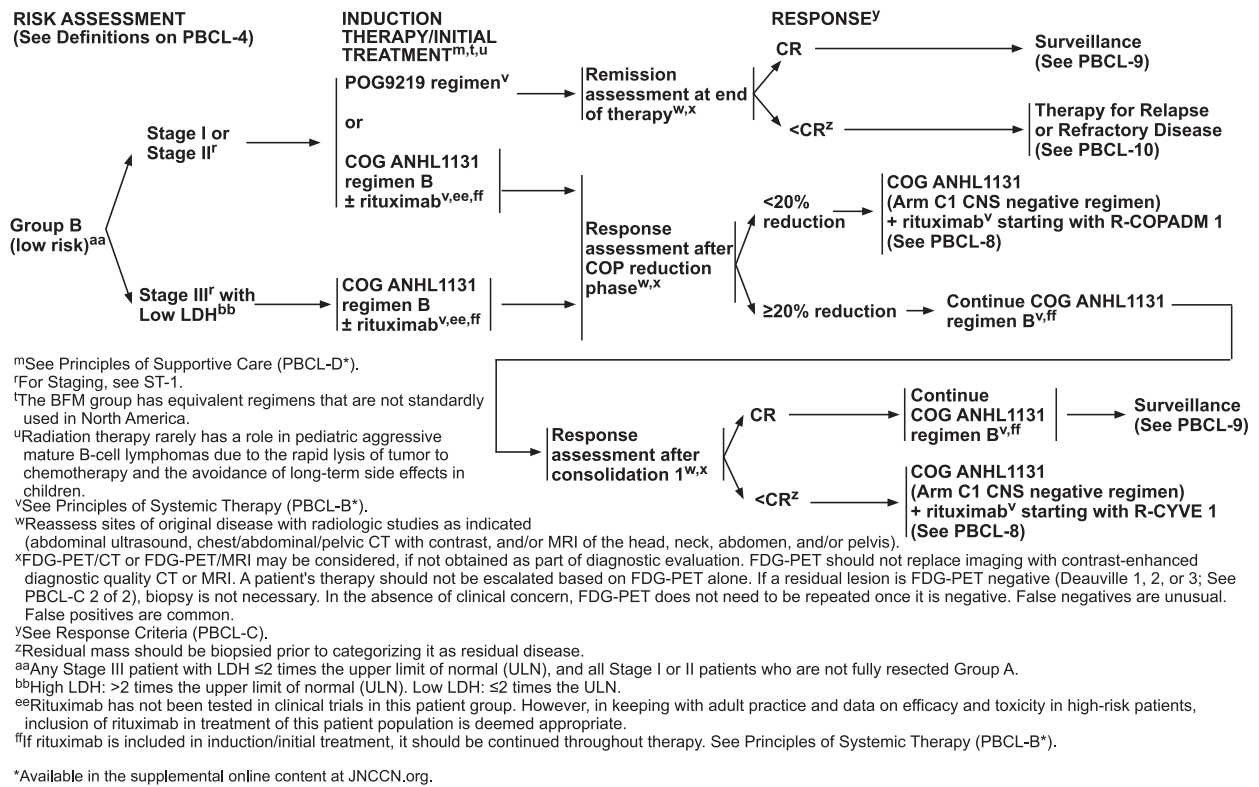 RISK ASSESSMENT
(See Definitions on PBCL-4)
INDUCTION
THERAPY/INITIAL
TREATMENTm,t,u
RESPONSEy
Group B
(low risk)aa
Stage I or
Stage IIr
POG9219 regimenv
or
COG ANHL1131
regimen B
± rituximabv,ee,ff
Remission
assessment at end
of therapyw,x
CR
Surveillance
(See PBCL-9)
<CRz
Therapy for Relapse
or Refractory Disease
(See PBCL-10)
Stage IIIr with
Low LDHbb
COG ANHL1131
regimen B
± rituximabv,ee,ff
Response
assessment after
COP reduction
phasew,x
<20%
reduction
COG ANHL1131
(Arm C1 CNS negative regimen)
+ rituximabv starting with R-COPADM 1
(See PBCL-8)
≥20% reduction
Continue COG ANHL1131
regimen Bv,ff
Response
assessment after
consolidation 1w,x
CR
Continue
COG ANHL1131
regimen Bv,ff
Surveillance
(See PBCL-9)
<CRz
COG ANHL1131
(Arm C1 CNS negative regimen)
+ rituximabv starting with R-CYVE 1
(See PBCL-8)
mSee Principles of Supportive Care (PBCL-D*).
rFor Staging, see ST-1.
tThe BFM group has equivalent regimens that are not standardly
used in North America.
uRadiation therapy rarely has a role in pediatric aggressive
mature B-cell lymphomas due to the rapid lysis of tumor to
chemotherapy and the avoidance of long-term side effects in
children.
vSee Principles of Systemic Therapy (PBCL-B*).
wReassess sites of original disease with radiologic studies as indicated
(abdominal ultrasound, chest/abdominal/pelvic CT with contrast, and/or MRI of the head, neck, abdomen, and/or pelvis).
xFDG-PET/CT or FDG-PET/MRI may be considered, if not obtained as part of diagnostic evaluation. FDG-PET should not replace imaging with contrast-enhanced
diagnostic quality CT or MRI. A patient's therapy should not be escalated based on FDG-PET alone. If a residual lesion is FDG-PET negative (Deauville 1, 2, or 3; See
PBCL-C 2 of 2), biopsy is not necessary. In the absence of clinical concern, FDG-PET does not need to be repeated once it is negative. False negatives are unusual.
False positives are common.
ySee Response Criteria (PBCL-C).
zResidual mass should be biopsied prior to categorizing it as residual disease.
aaAny Stage III patient with LDH ≤2 times the upper limit of normal (ULN), and all Stage I or II patients who are not fully resected Group A.
bbHigh LDH: >2 times the upper limit of normal (ULN). Low LDH: ≤2 times the ULN.
eeRituximab has not been tested in clinical trials in this patient group. However, in keeping with adult practice and data on efficacy and toxicity in high-risk patients,
inclusion of rituximab in treatment of this patient population is deemed appropriate.
ffIf rituximab is included in induction/initial treatment, it should be continued throughout therapy. See Principles of Systemic Therapy (PBCL-B*).
*Available in the supplemental online content at JNCCN.org.